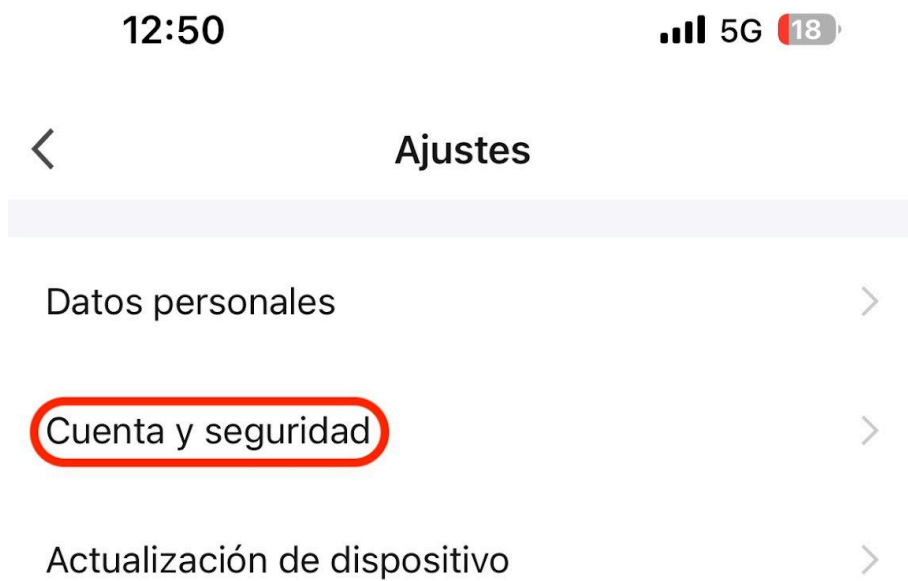 12:50 5G 18
Ajustes
Datos personales
Cuenta y seguridad
Actualización de dispositivo